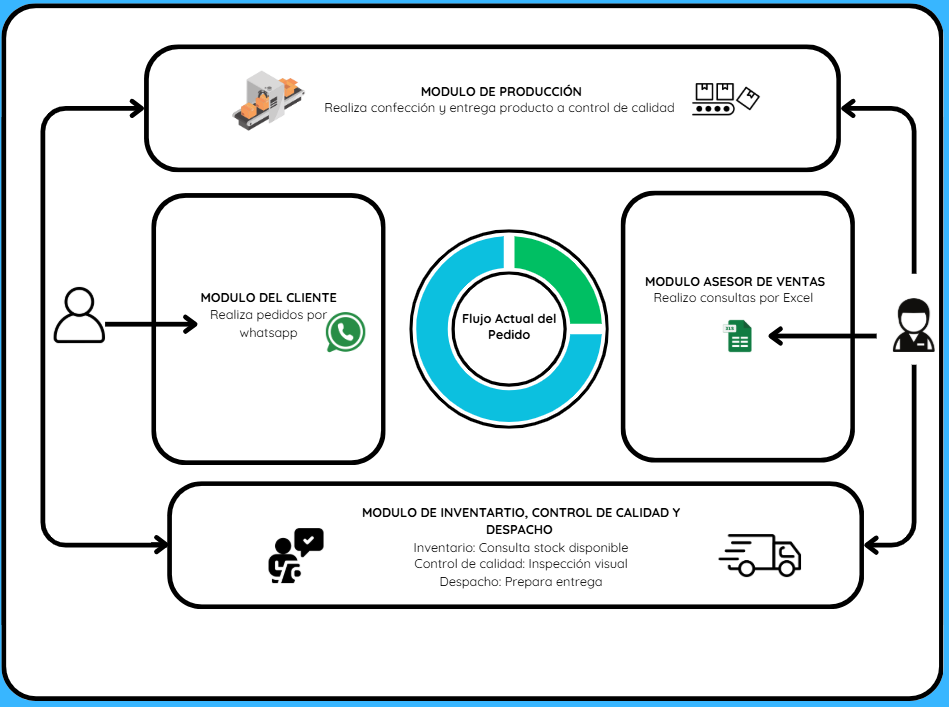 MODULO DE PRODUCCIÓN
Realiza confección y entrega producto a control de calidad
MODULO DEL CLIENTE
Realiza pedidos por
whatsapp
Flujo Actual del
Pedido
MODULO ASESOR DE VENTAS
Realizo consultas por Excel
XLS
MODULO DE INVENTARTIO, CONTROL DE CALIDAD Y
DESPACHO
Inventario: Consulta stock disponible
Control de calidad: Inspección visual
Despacho: Prepara entrega